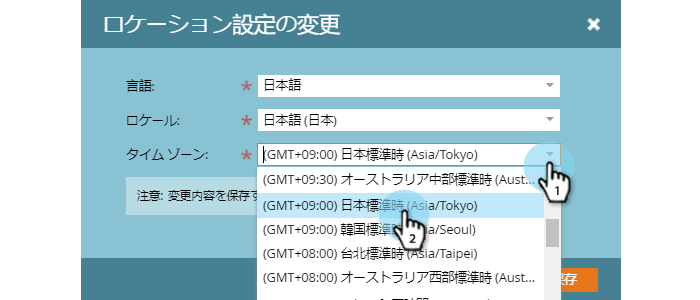 ロケーション設定の変更
言語: * 日本語
ロケール: * 日本語 (日本)
タイム ゾーン: * (GMT+09:00) 日本標準時 (Asia/Tokyo)
1
(GMT+09:30) オーストラリア中部標準時 (Aust...
注意: 変更内容を保存
(GMT+09:00) 日本標準時 (Asia/Tokyo)
2
(GMT+09:00) 韓国標準時 (Asia/Seoul)
(GMT+08:00) 台北標準時 (Asia/Taipei)
(GMT+08:00) オーストラリア西部標準時 (Aust...
保存